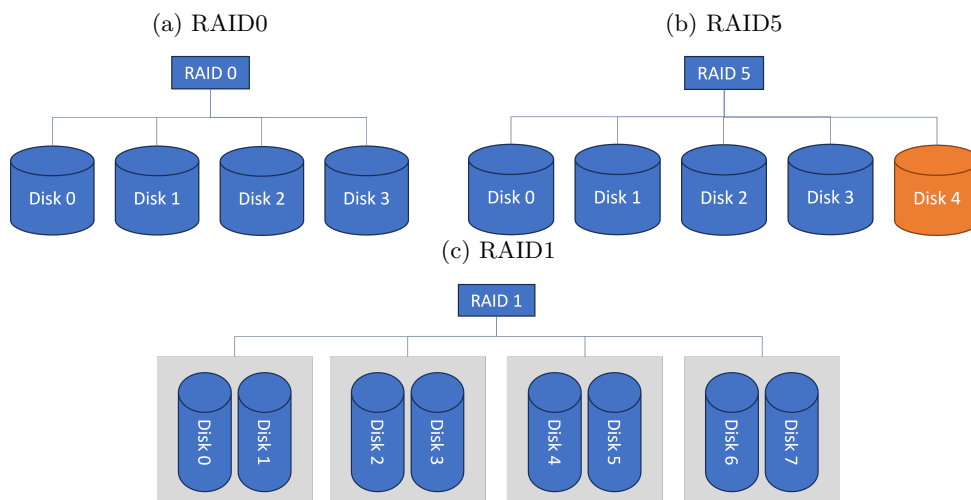 (a) RAID0
(b) RAID5
RAID 0
RAID 5
Disk 0
Disk 1
Disk 2
Disk 3
Disk 0
Disk 1
Disk 2
Disk 3
Disk 4
(c) RAID1
RAID 1
Disk 0
Disk 1
Disk 2
Disk 3
Disk 4
Disk 5
Disk 6
Disk 7